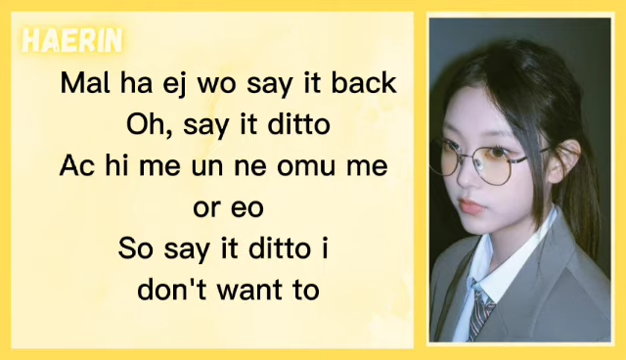 HAERIN
Mal ha ej wo say it back
Oh, say it ditto
Ac hi me un ne omu me
or eo
So say it ditto i
don't want to